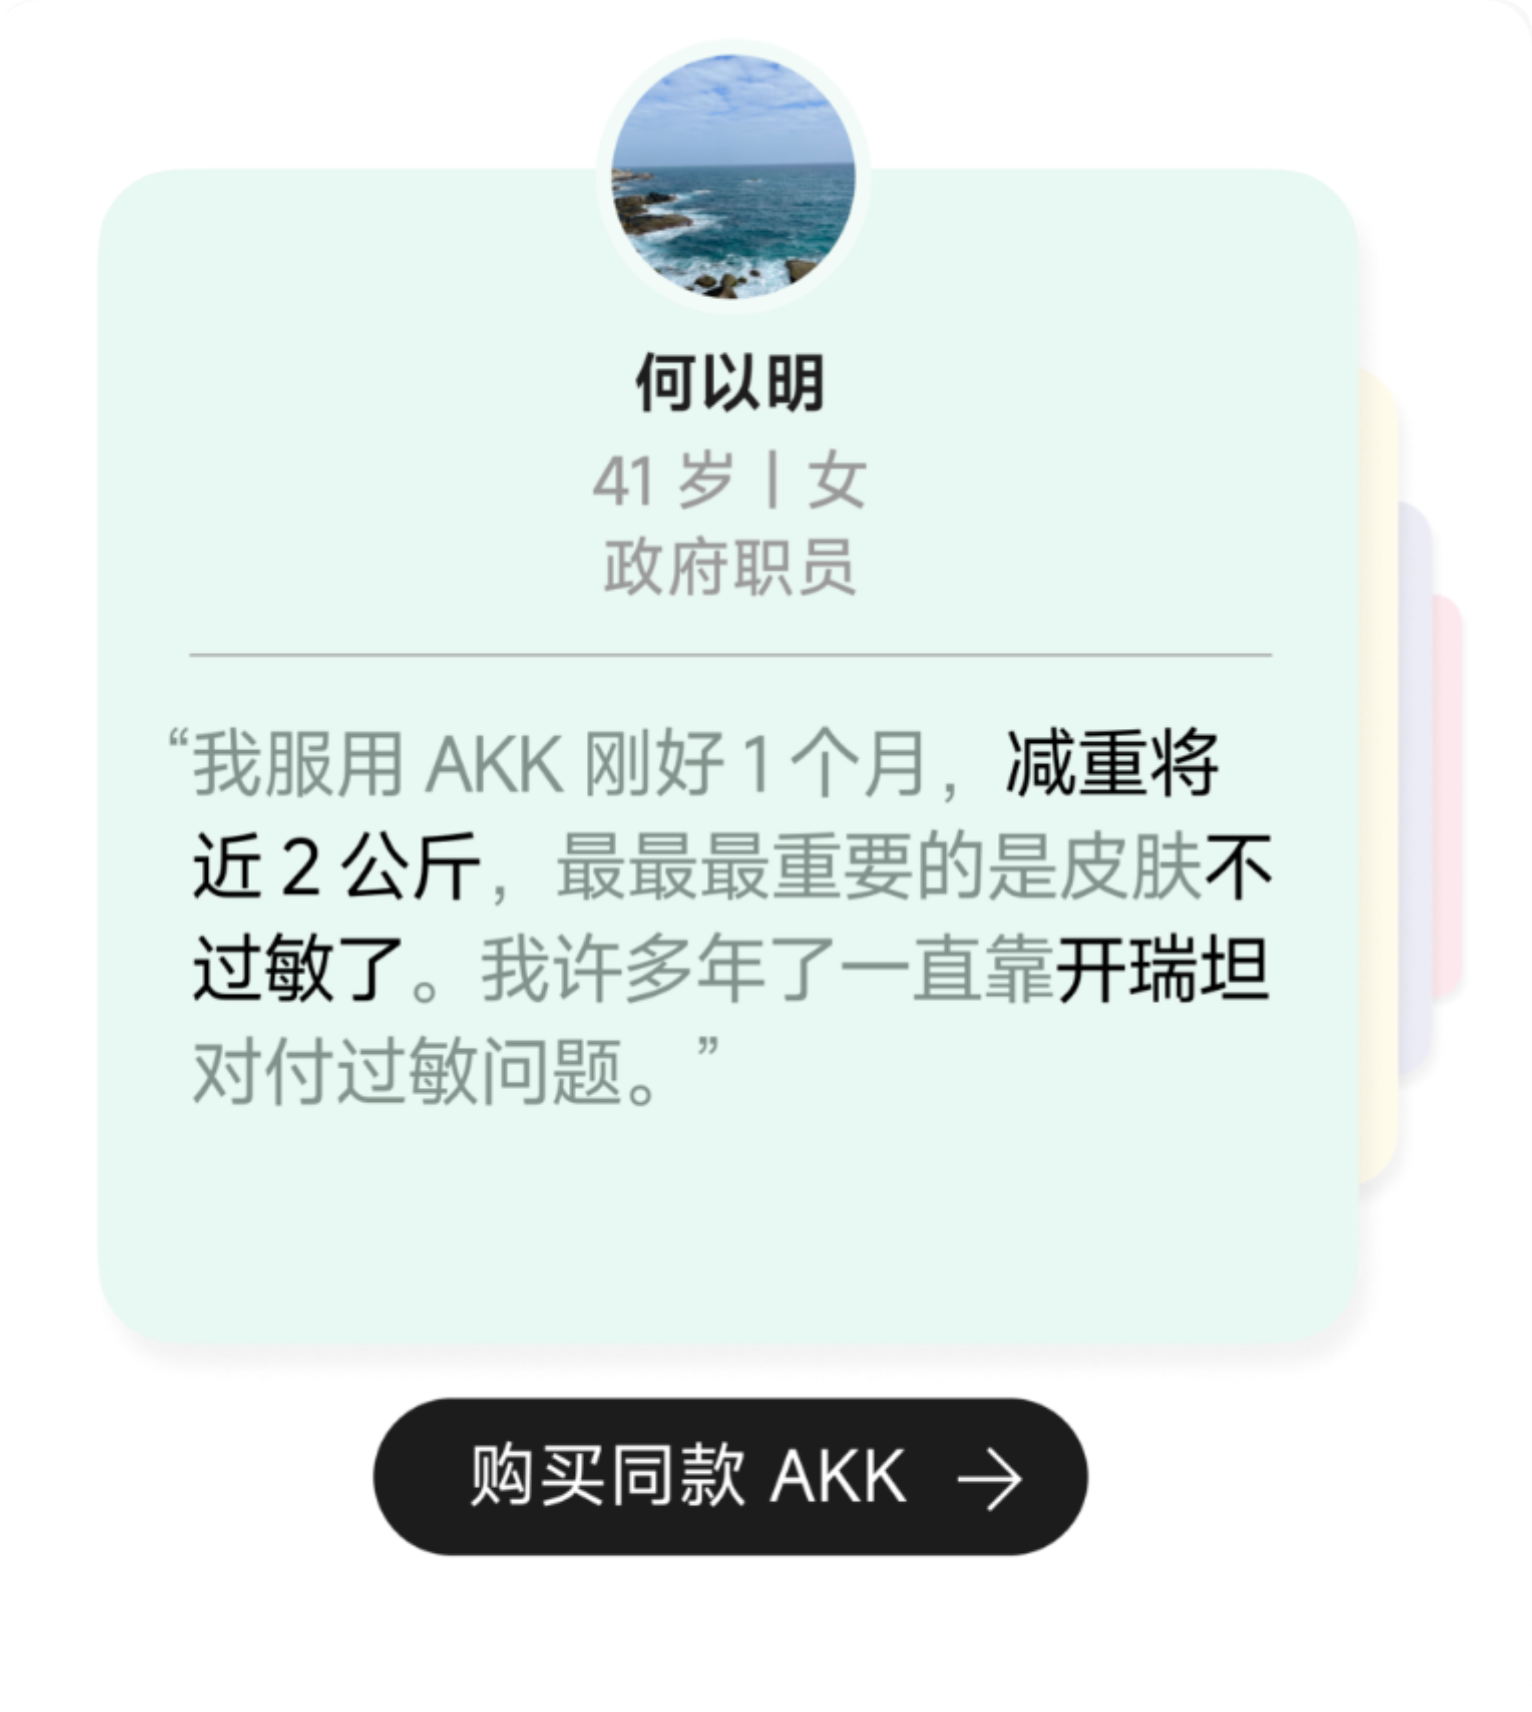 何以明
41 岁丨女
政府职员
“我服用 AKK 刚好 1 个月，减重将
近 2 公斤，最最最重要的是皮肤不
过敏了。我许多年了一直靠开瑞坦
对付过敏问题。”
购买同款 AKK →